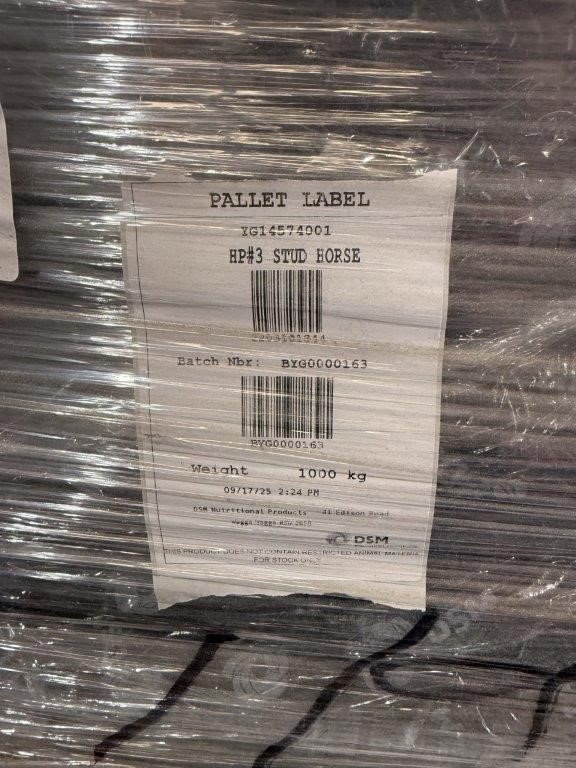 PALLET LABEL
YG14574001
HP#3 STUD HORSE
Batch Nbr: BYG0000163
BYG0000163
Weight 1000 kg
09/17/25 2:24 PM
DSM Nutritional Products 41 Edison Road
Wagga Wagga NSW 2650
DSM
THIS PRODUCT DOES NOT CONTAIN RESTRICTED ANIMAL MATERIA
FOR STOCK ONLY